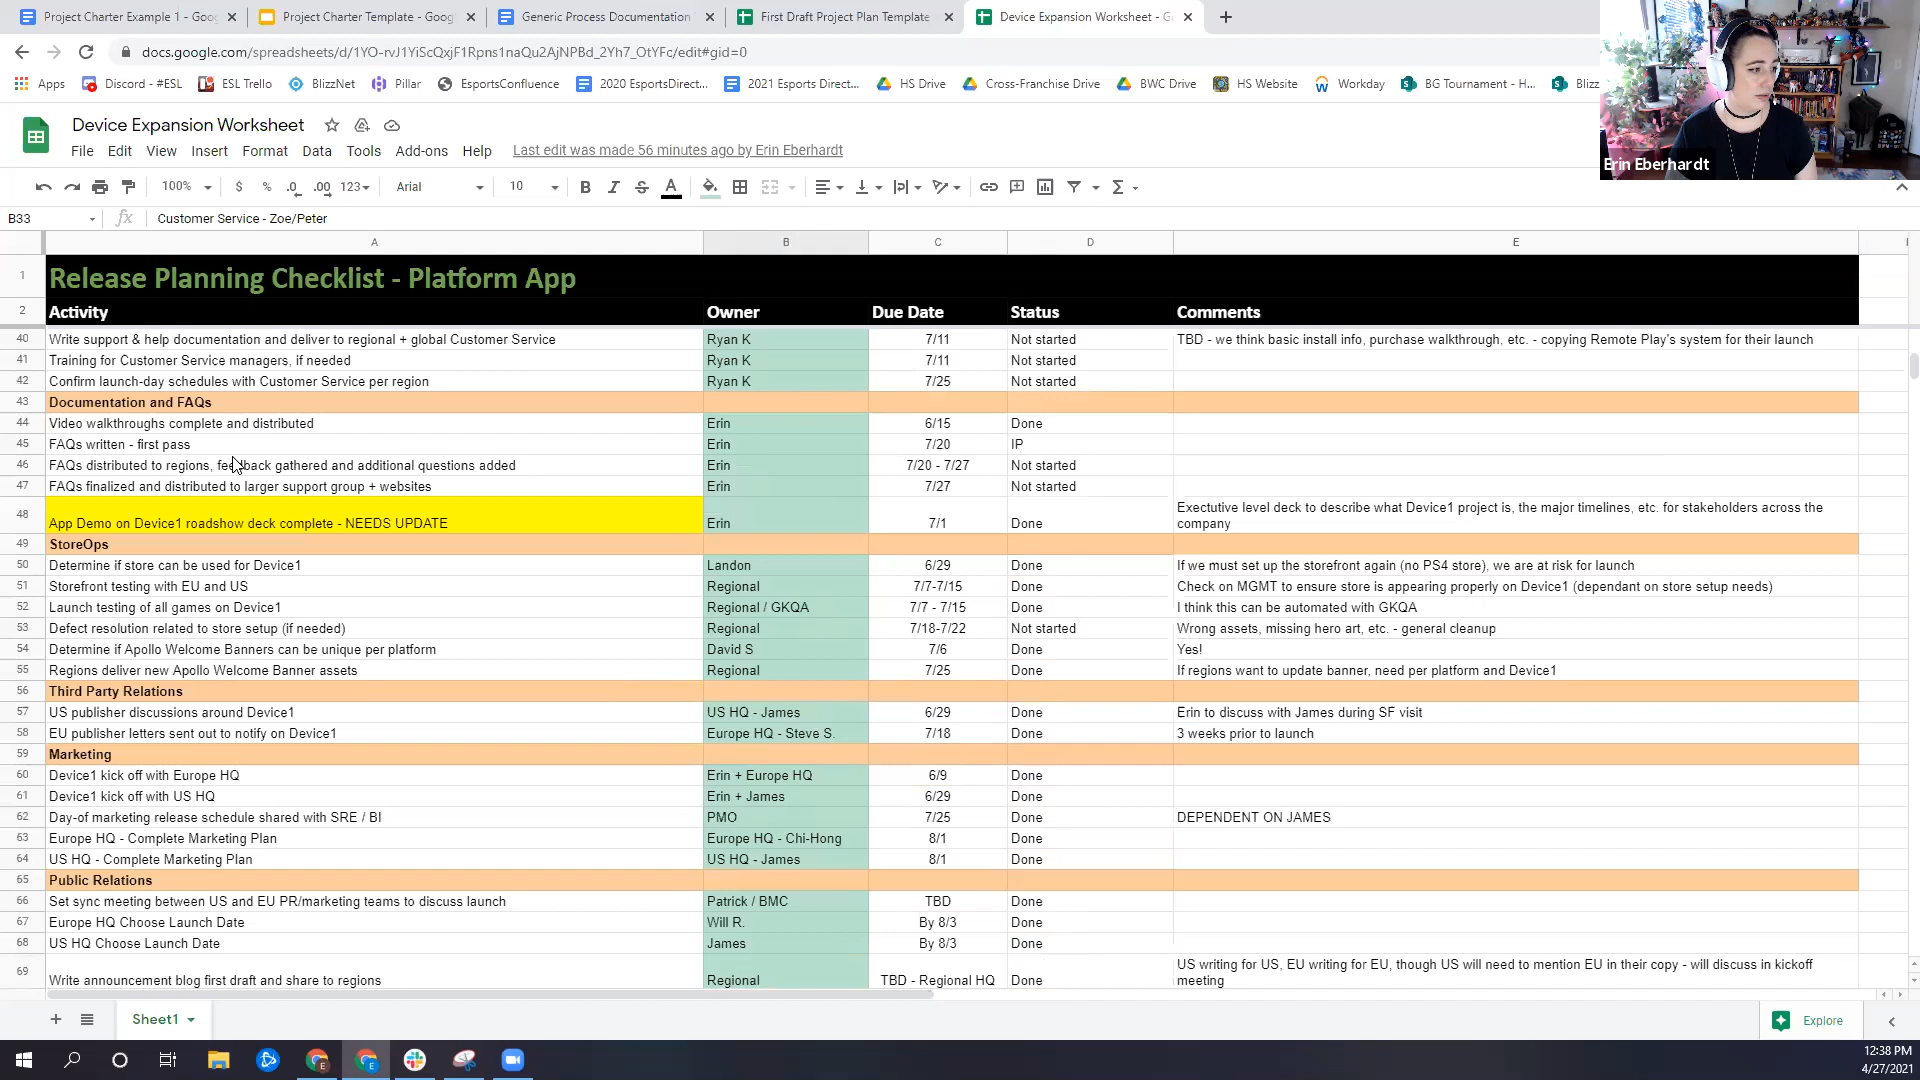 Project Charter Example 1 - Goo
Project Charter Template - Goog
Generic Process Documentation
First Draft Project Plan Template
Device Expansion Worksheet - G
docs.google.com/spreadsheets/d/1YO-rvJ1YiScQxjF1Rpns1naQu2AjNPBd_2Yh7_OtYFc/edit#gid=0
Apps Discord - #ESL ESL Trello BlizzNet Pillar EsportsConfluence 2020 EsportsDirect... 2021 Esports Direct... HS Drive Cross-Franchise Drive BWC Drive HS Website Workday BG Tournament - H... Blizz
Device Expansion Worksheet
File Edit View Insert Format Data Tools Add-ons Help Last edit was made 56 minutes ago by Erin Eberhardt
Erin Eberhardt
100% $ % .0 .00 123 Arial 10 B I S A
B33 fx Customer Service - Zoe/Peter
A B C D E
1 Release Planning Checklist - Platform App
2 Activity Owner Due Date Status Comments
40 Write support & help documentation and deliver to regional + global Customer Service Ryan K 7/11 Not started TBD - we think basic install info, purchase walkthrough, etc. - copying Remote Play's system for their launch
41 Training for Customer Service managers, if needed Ryan K 7/11 Not started
42 Confirm launch-day schedules with Customer Service per region Ryan K 7/25 Not started
43 Documentation and FAQs
44 Video walkthroughs complete and distributed Erin 6/15 Done
45 FAQs written - first pass Erin 7/20 IP
46 FAQs distributed to regions, feedback gathered and additional questions added Erin 7/20 - 7/27 Not started
47 FAQs finalized and distributed to larger support group + websites Erin 7/27 Not started
48 App Demo on Device1 roadshow deck complete - NEEDS UPDATE Erin 7/1 Done Executive level deck to describe what Device1 project is, the major timelines, etc. for stakeholders across the
company
49 StoreOps
50 Determine if store can be used for Device1 Landon 6/29 Done If we must set up the storefront again (no PS4 store), we are at risk for launch
51 Storefront testing with EU and US Regional 7/7-7/15 Done Check on MGMT to ensure store is appearing properly on Device1 (dependant on store setup needs)
52 Launch testing of all games on Device1 Regional / GKQA 7/7 - 7/15 Done I think this can be automated with GKQA
53 Defect resolution related to store setup (if needed) Regional 7/18-7/22 Not started Wrong assets, missing hero art, etc. - general cleanup
54 Determine if Apollo Welcome Banners can be unique per platform David S 7/6 Done Yes!
55 Regions deliver new Apollo Welcome Banner assets Regional 7/25 Done If regions want to update banner, need per platform and Device1
56 Third Party Relations
57 US publisher discussions around Device1 US HQ - James 6/29 Done Erin to discuss with James during SF visit
58 EU publisher letters sent out to notify on Device1 Europe HQ - Steve S. 7/18 Done 3 weeks prior to launch
59 Marketing
60 Device1 kick off with Europe HQ Erin + Europe HQ 6/9 Done
61 Device1 kick off with US HQ Erin + James 6/29 Done
62 Day-of marketing release schedule shared with SRE / BI PMO 7/25 Done DEPENDENT ON JAMES
63 Europe HQ - Complete Marketing Plan Europe HQ - Chi-Hong 8/1 Done
64 US HQ - Complete Marketing Plan US HQ - James 8/1 Done
65 Public Relations
66 Set sync meeting between US and EU PR/marketing teams to discuss launch Patrick / BMC TBD Done
67 Europe HQ Choose Launch Date Will R. By 8/3 Done
68 US HQ Choose Launch Date James By 8/3 Done
69 Write announcement blog first draft and share to regions Regional TBD - Regional HQ Done US writing for US, EU writing for EU, though US will need to mention EU in their copy - will discuss in kickoff
meeting
Sheet1 Explore
12:38 PM
4/27/2021